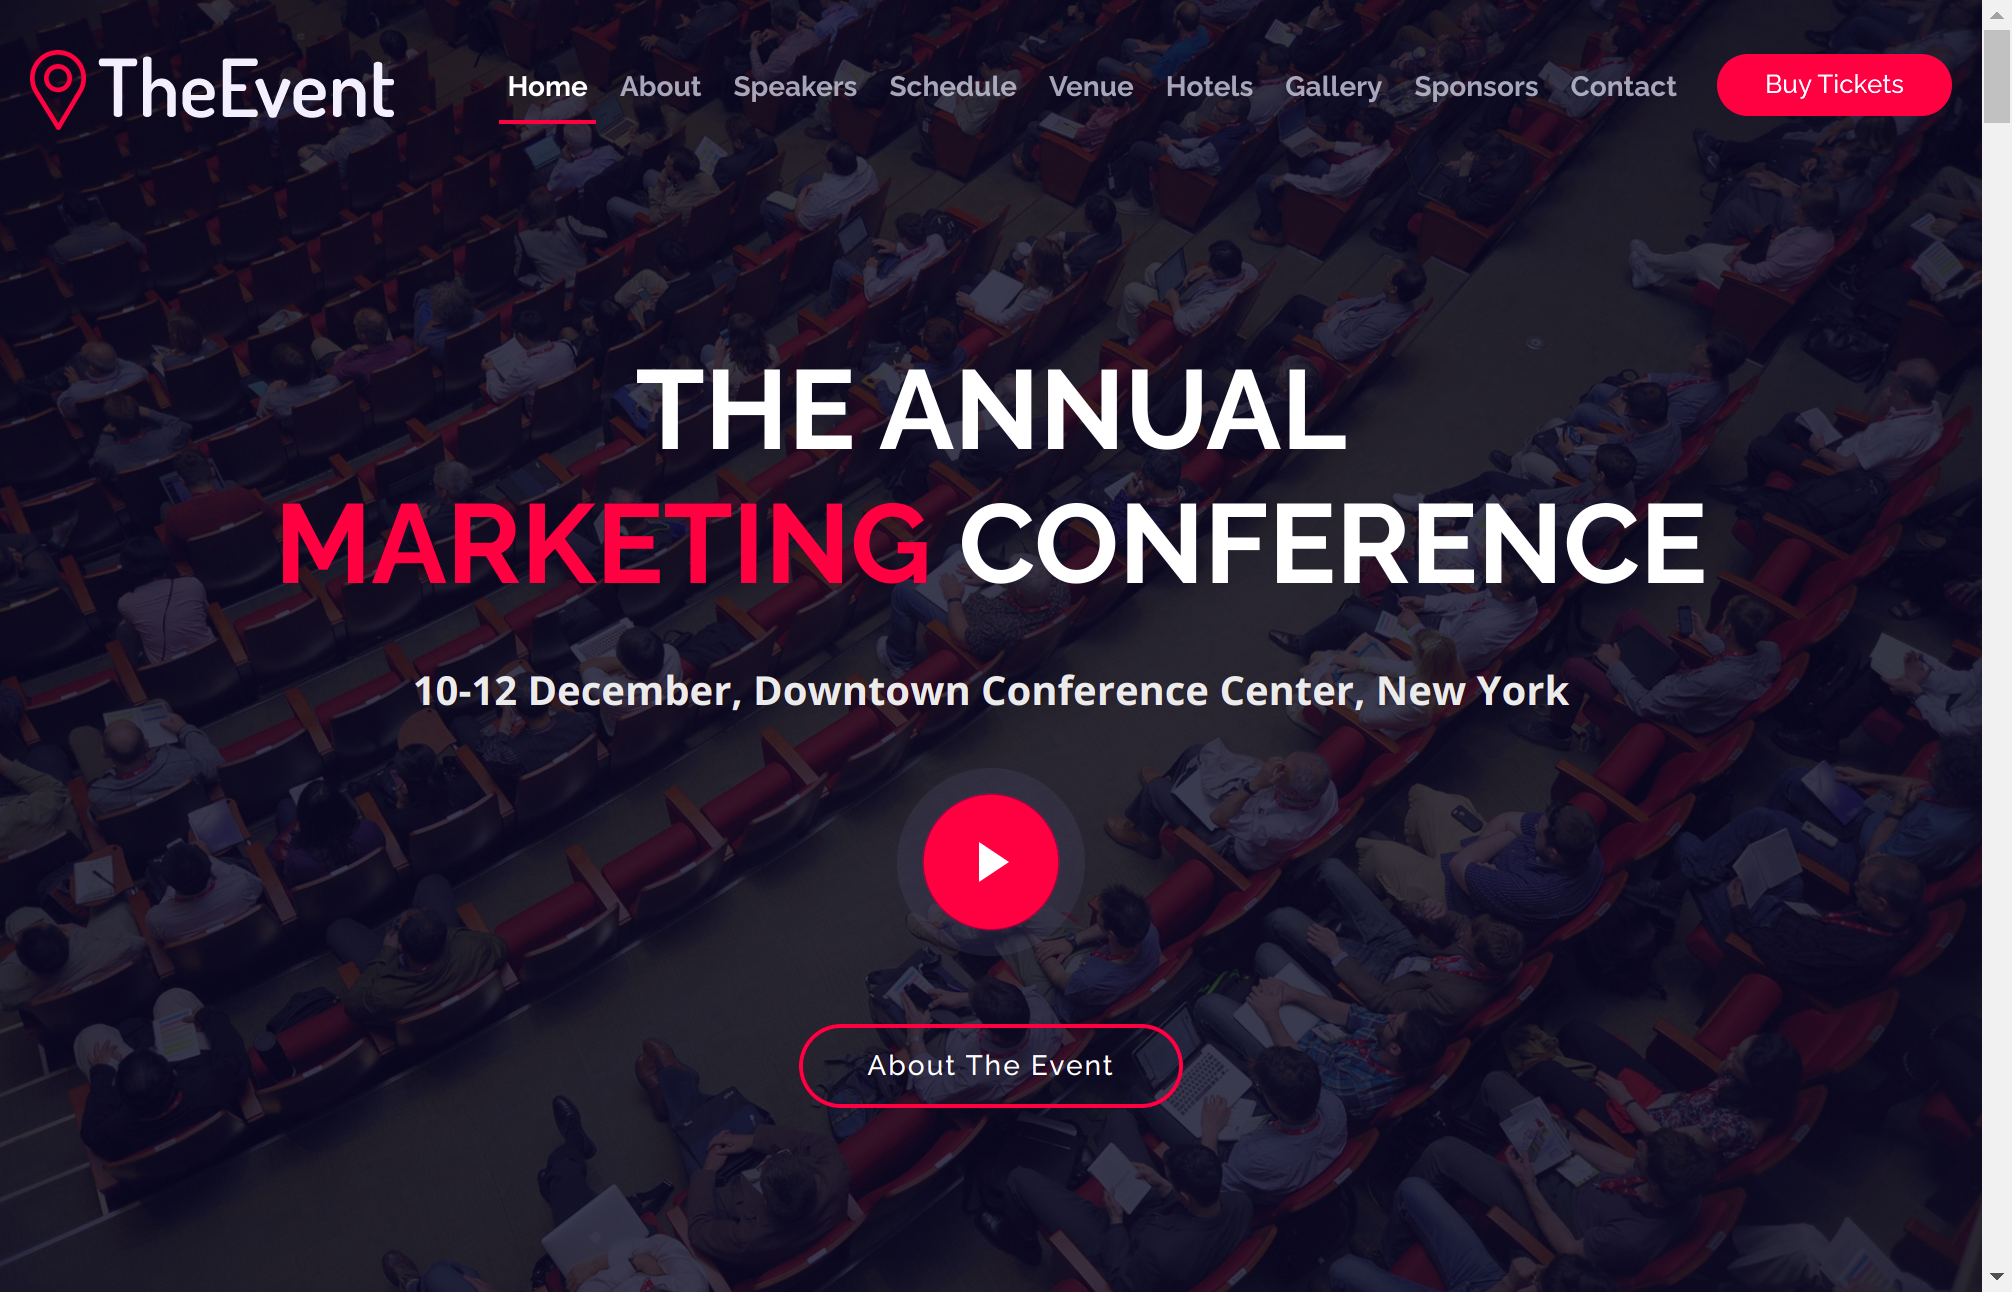 TheEvent
Home About Speakers Schedule Venue Hotels Gallery Sponsors Contact Buy Tickets
THE ANNUAL
MARKETING CONFERENCE
10-12 December, Downtown Conference Center, New York
About The Event